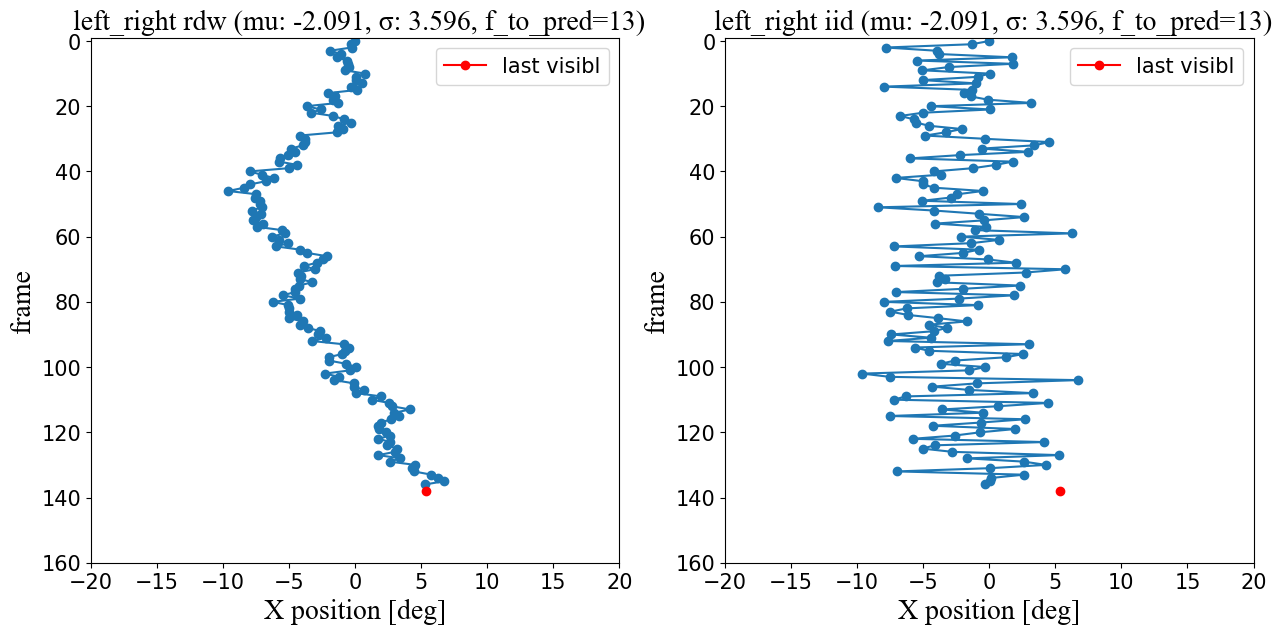 left_right rdw (mu: -2.091, σ: 3.596, f_to_pred=13)
left_right iid (mu: -2.091, σ: 3.596, f_to_pred=13)
last visibl
last visibl
0
20
40
60
80
100
120
140
160
frame
−20 −15 −10 −5 0 5 10 15 20
X position [deg]
0
20
40
60
80
100
120
140
160
frame
−20 −15 −10 −5 0 5 10 15 20
X position [deg]